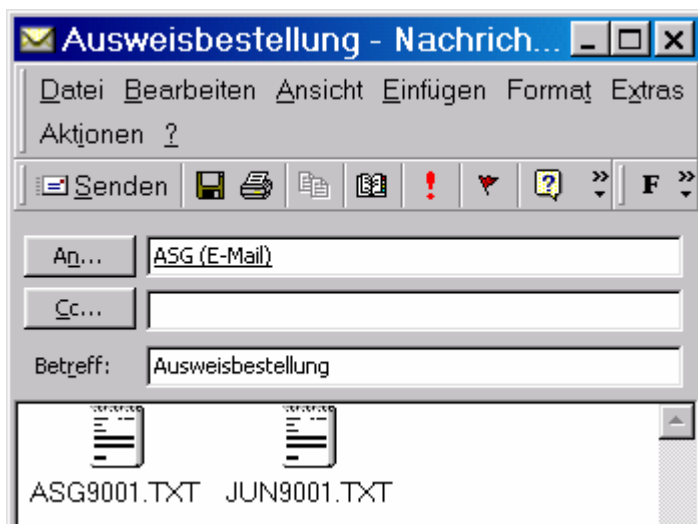 Ausweisbestellung - Nachrich...
Datei Bearbeiten Ansicht Einfügen Format Extras
Aktionen ?
Senden F
An... ASG (E-Mail)
Cc...
Betreff: Ausweisbestellung
ASG9001.TXT JUN9001.TXT